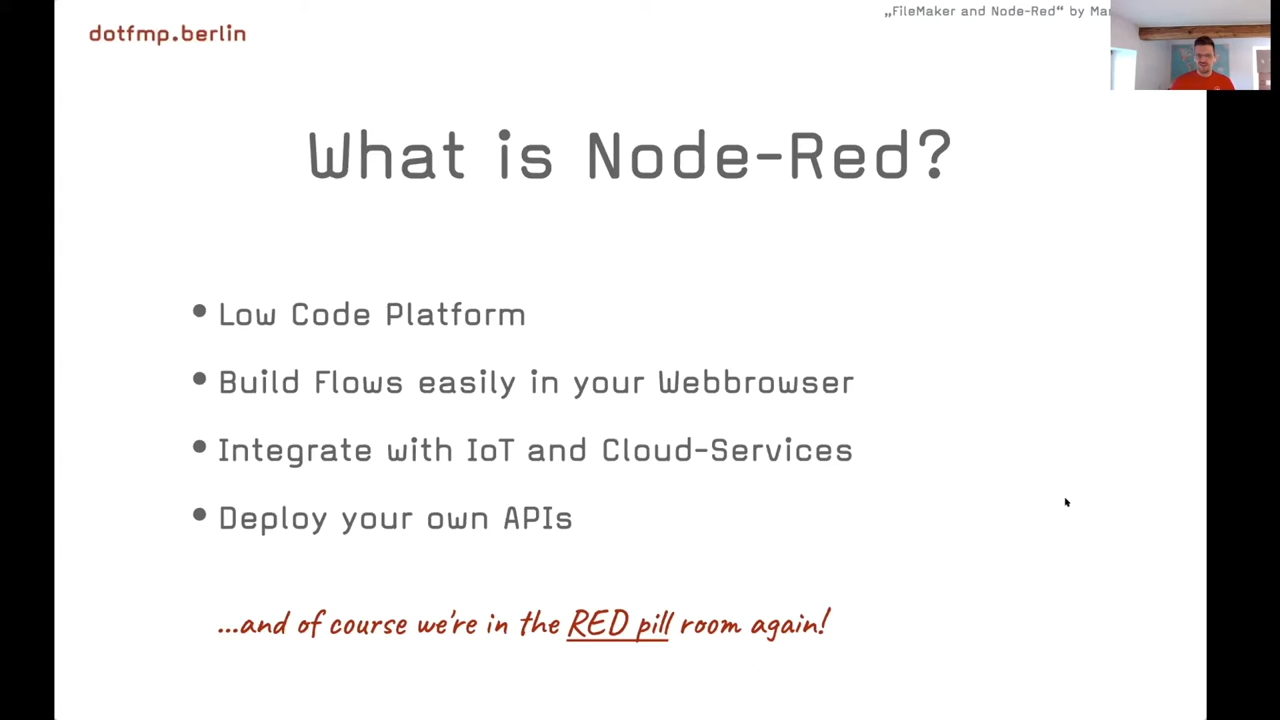 dotfmp.berlin
„FileMaker and Node-Red“ by
What is Node-Red?
• Low Code Platform
• Build Flows easily in your Webbrowser
• Integrate with IoT and Cloud-Services
• Deploy your own APIs
...and of course we're in the RED pill room again!